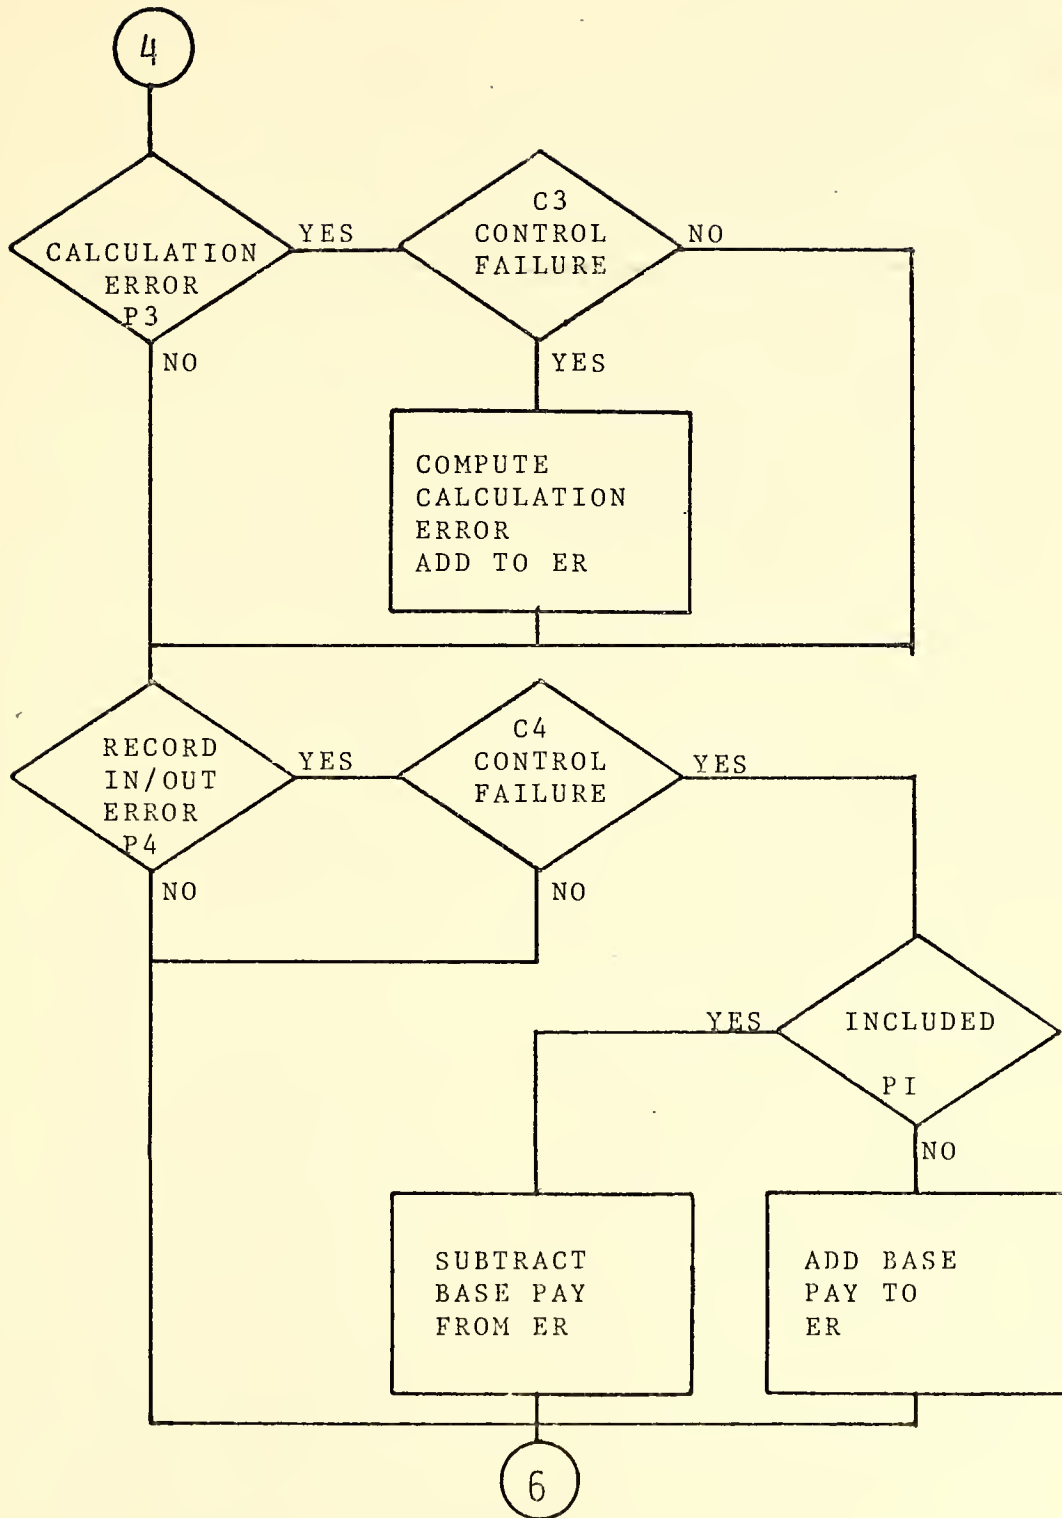 4
CALCULATION
ERROR
P3
YES
NO
C3
CONTROL
FAILURE
NO
YES
COMPUTE
CALCULATION
ERROR
ADD TO ER
RECORD
IN/OUT
ERROR
P4
YES
NO
C4
CONTROL
FAILURE
YES
NO
INCLUDED
PI
YES
NO
SUBTRACT
BASE PAY
FROM ER
ADD BASE
PAY TO
ER
6